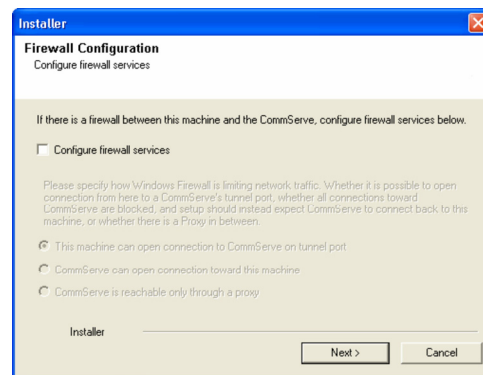 Installer
Firewall Configuration
Configure firewall services
If there is a firewall between this machine and the CommServe, configure firewall services below.
Configure firewall services
Please specify how Windows Firewall is limiting network traffic. Whether it is possible to open
connection from here to a CommServe's tunnel port, whether all connections toward
CommServe are blocked, and setup should instead expect CommServe to connect back to this
machine, or whether there is a Proxy in between.
This machine can open connection to CommServe on tunnel port
CommServe can open connection toward this machine
CommServe is reachable only through a proxy
Installer
Next >
Cancel